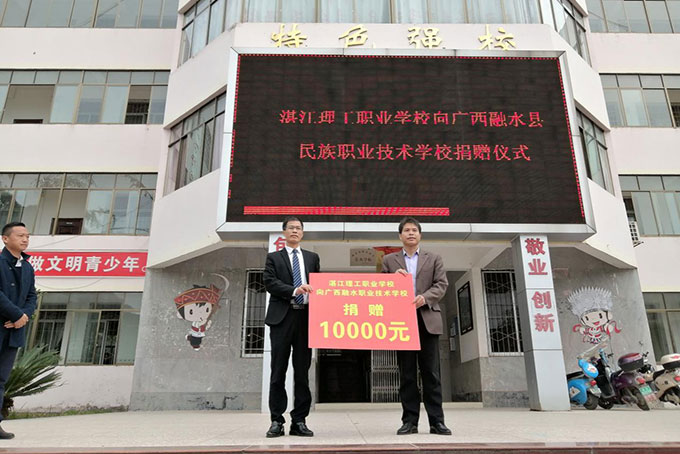 特色强校
湛江理工职业学校向广西融水县
民族职业技术学校捐赠仪式
做文明青少年。
湛江理工职业学校
向广西融水职业技术学校
捐 赠
10000元
敬业 创新